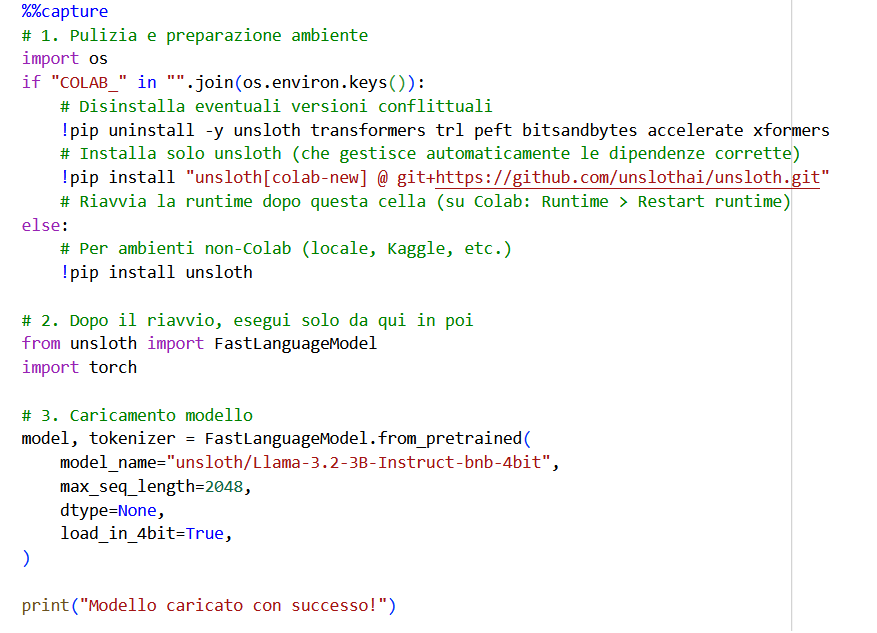 %%capture
# 1. Pulizia e preparazione ambiente
import os
if "COLAB_" in "".join(os.environ.keys()):
    # Disinstalla eventuali versioni conflittuali
    !pip uninstall -y unsloth transformers trl peft bitsandbytes accelerate xformers
    # Installa solo unsloth (che gestisce automaticamente le dipendenze corrette)
    !pip install "unsloth[colab-new] @ git+https://github.com/unslothai/unsloth.git"
    # Riavvia la runtime dopo questa cella (su Colab: Runtime > Restart runtime)
else:
    # Per ambienti non-Colab (locale, Kaggle, etc.)
    !pip install unsloth

# 2. Dopo il riavvio, esegui solo da qui in poi
from unsloth import FastLanguageModel
import torch

# 3. Caricamento modello
model, tokenizer = FastLanguageModel.from_pretrained(
    model_name="unsloth/Llama-3.2-3B-Instruct-bnb-4bit",
    max_seq_length=2048,
    dtype=None,
    load_in_4bit=True,
)

print("Modello caricato con successo!")